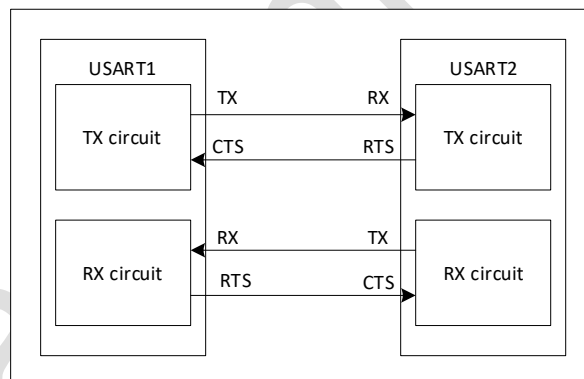 USART1 USART2
TX RX
TX circuit TX circuit
CTS RTS
RX TX
RX circuit RX circuit
RTS CTS